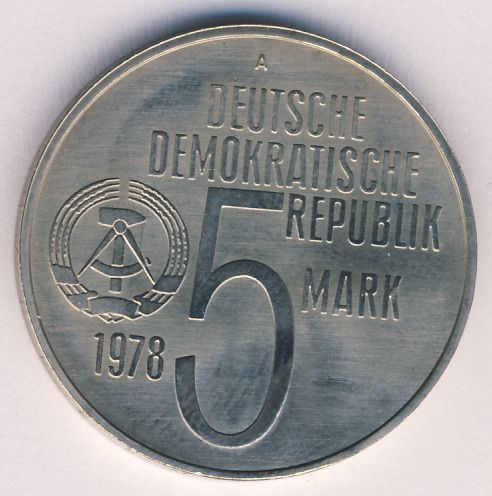 A
DEUTSCHE
DEMOKRATISCHE
REPUBLIK
5 MARK
1978